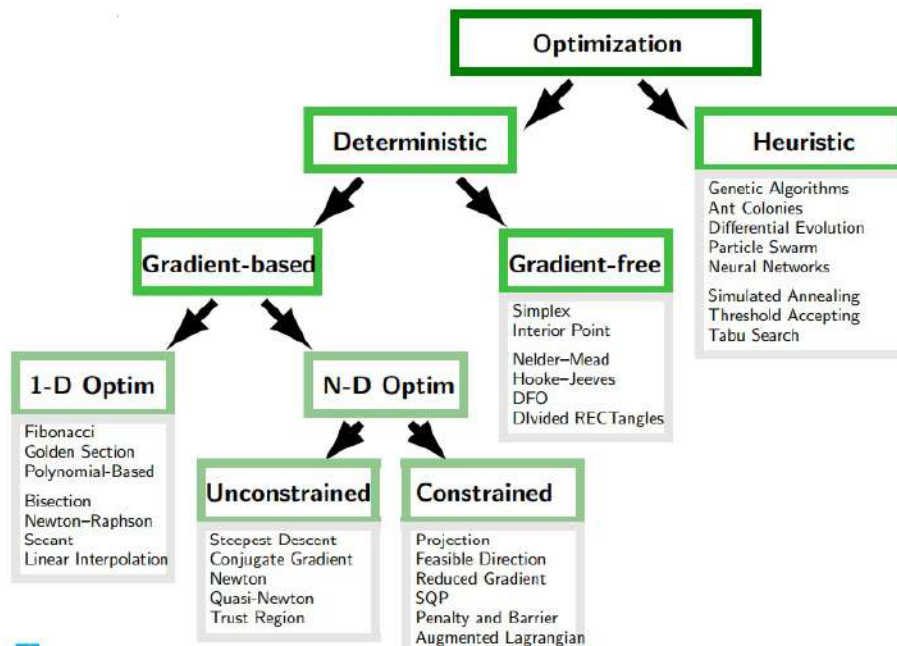 Optimization
Deterministic
Heuristic
Genetic Algorithms
Ant Colonies
Differential Evolution
Particle Swarm
Neural Networks
Simulated Annealing
Threshold Accepting
Tabu Search
Gradient-based
Gradient-free
Simplex
Interior Point
Nelder–Mead
Hooke–Jeeves
DFO
DIvided RECTangles
1-D Optim
Fibonacci
Golden Section
Polynomial-Based
Bisection
Newton–Raphson
Secant
Linear Interpolation
N-D Optim
Unconstrained
Steepest Descent
Conjugate Gradient
Newton
Quasi-Newton
Trust Region
Constrained
Projection
Feasible Direction
Reduced Gradient
SQP
Penalty and Barrier
Augmented Lagrangian